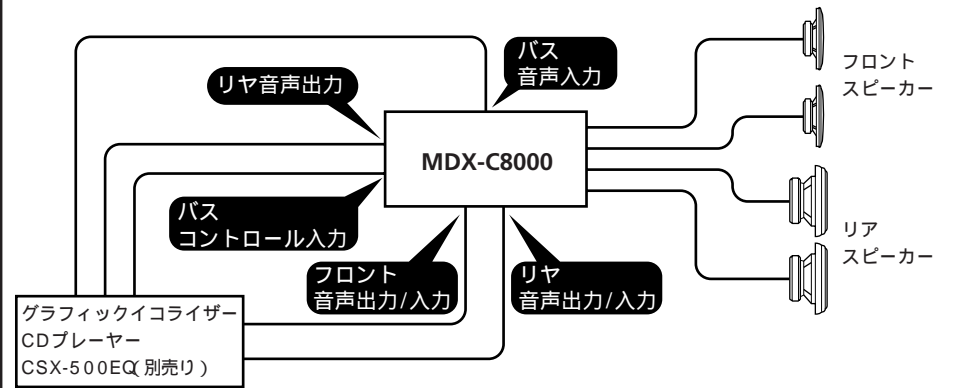 バス
音声入力
リヤ音声出力
フロント
スピーカー
MDX-C8000
バス
コントロール入力
リア
スピーカー
フロント
音声出力/入力
リヤ
音声出力/入力
グラフィックイコライザー
CDプレーヤー
CSX-500EQ(別売り)